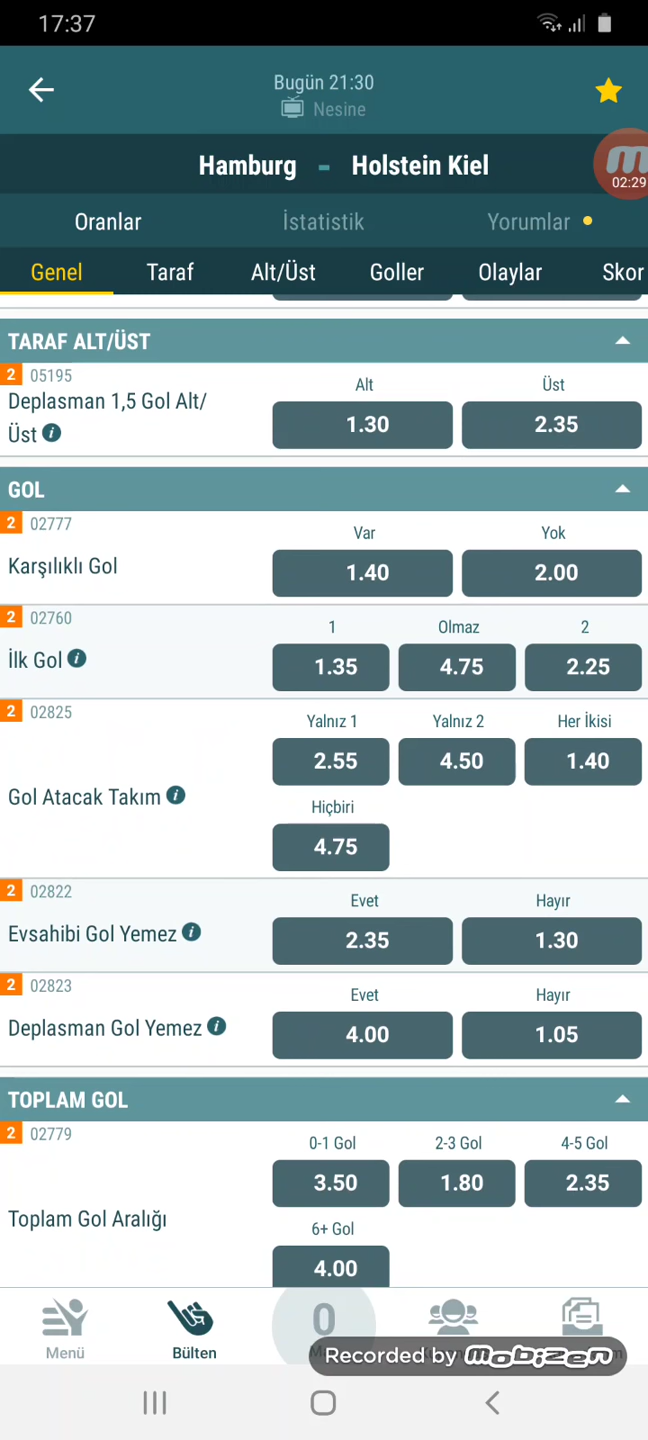 17:37
Bugün 21:30
Nesine
Hamburg - Holstein Kiel
02:29
Oranlar İstatistik Yorumlar
Genel Taraf Alt/Üst Goller Olaylar Skor
TARAF ALT/ÜST
2 05195
Alt Üst
Deplasman 1,5 Gol Alt/
Üst
1.30 2.35
GOL
2 02777
Var Yok
Karşılıklı Gol
1.40 2.00
2 02760
1 Olmaz 2
İlk Gol
1.35 4.75 2.25
2 02825
Yalnız 1 Yalnız 2 Her İkisi
2.55 4.50 1.40
Gol Atacak Takım
Hiçbiri
4.75
2 02822
Evet Hayır
Evsahibi Gol Yemez
2.35 1.30
2 02823
Evet Hayır
Deplasman Gol Yemez
4.00 1.05
TOPLAM GOL
2 02779
0-1 Gol 2-3 Gol 4-5 Gol
3.50 1.80 2.35
Toplam Gol Aralığı
6+ Gol
4.00
0
Menü Bülten
Recorded by mobizen